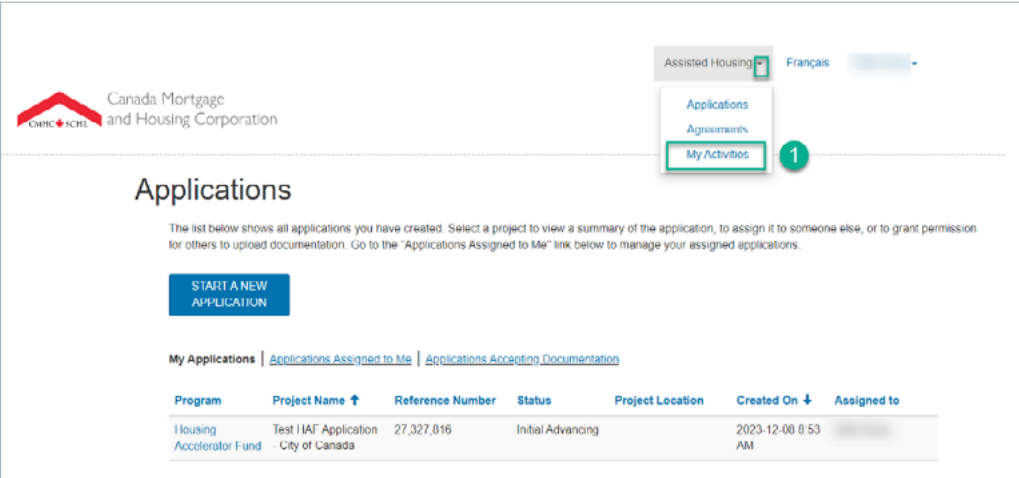 Assisted Housing
Français
Applications
Agreements
My Activities
1
CMHC SCHL
Canada Mortgage
and Housing Corporation
Applications
The list below shows all applications you have created. Select a project to view a summary of the application, to assign it to someone else, or to grant permission
for others to upload documentation. Go to the "Applications Assigned to Me" link below to manage your assigned applications.
START A NEW
APPLICATION
My Applications | Applications Assigned to Me | Applications Accepting Documentation
Program Project Name ↑ Reference Number Status Project Location Created On ↓ Assigned to
Housing Test HAF Application 27,327,816 Initial Advancing 2023-12-08 8:53
Accelerator Fund - City of Canada AM